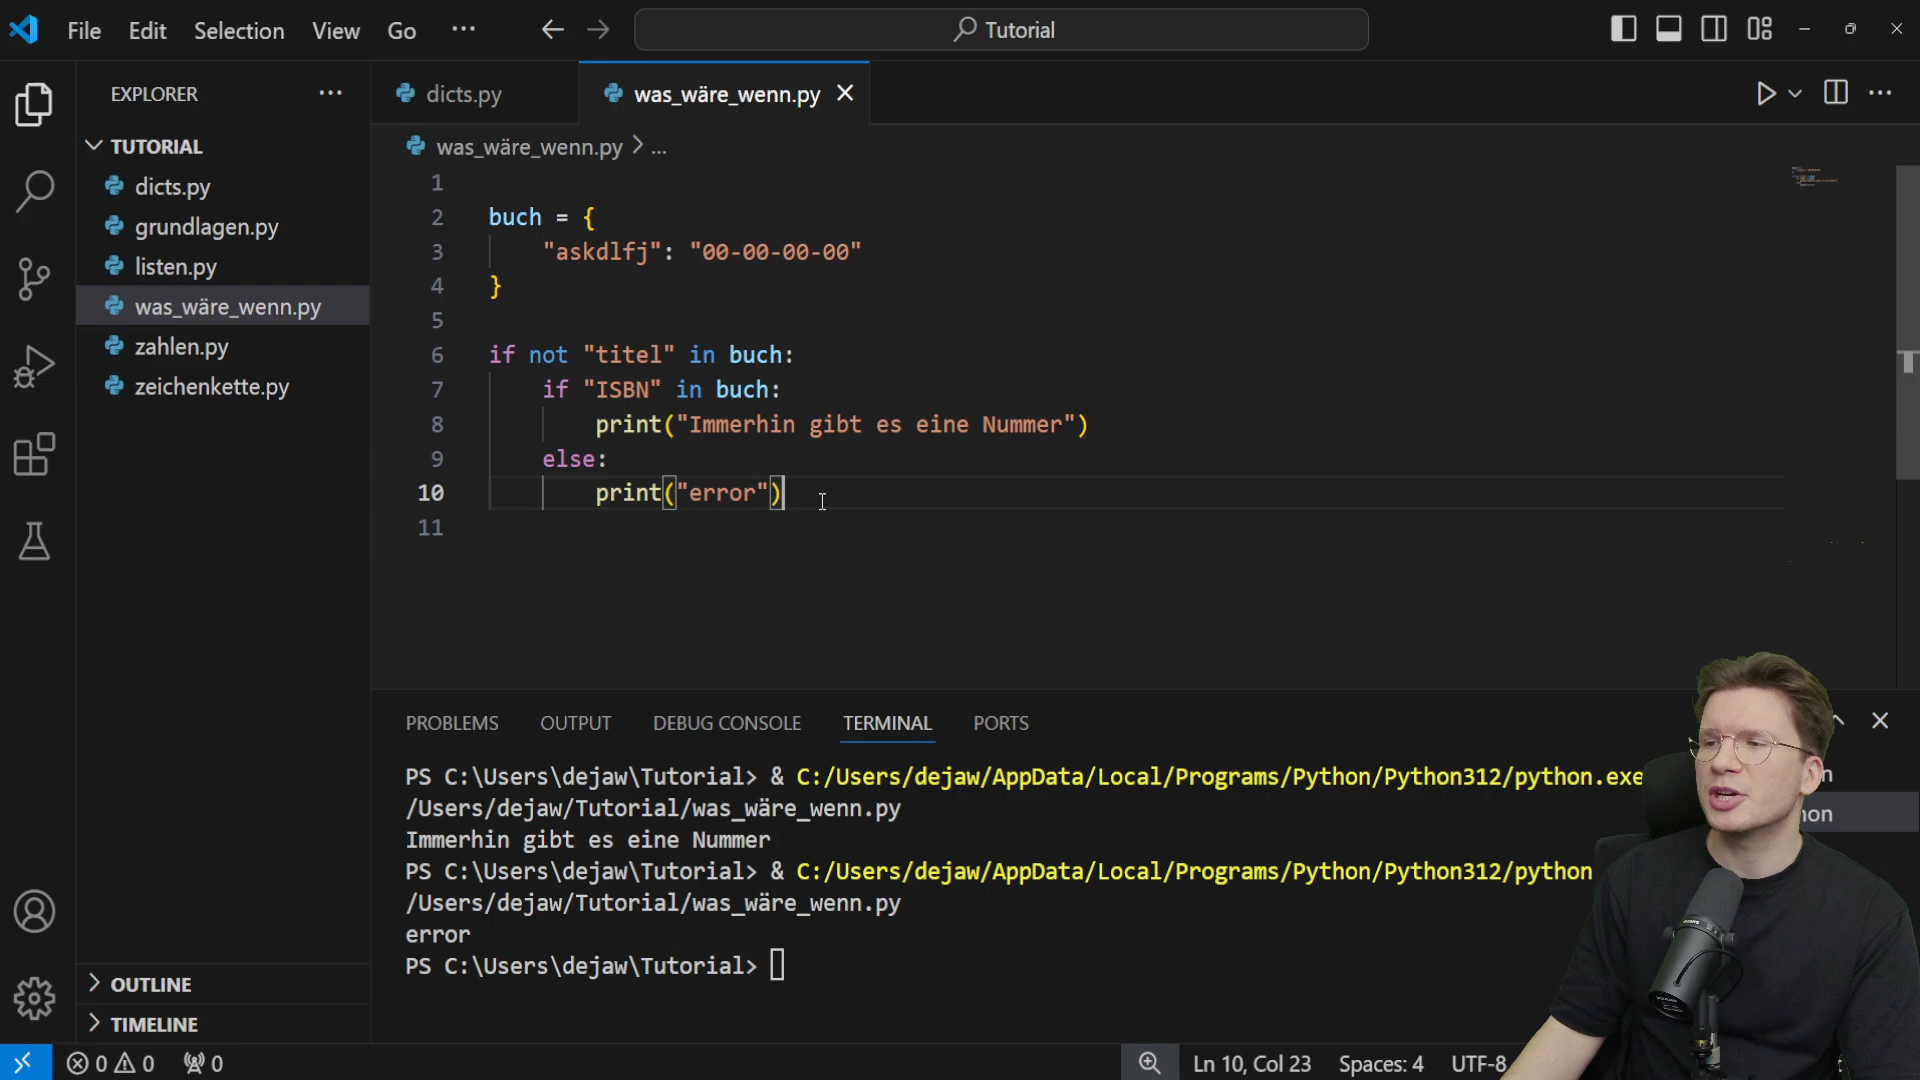 File Edit Selection View Go ··· Tutorial
EXPLORER ···
dicts.py was_wäre_wenn.py
TUTORIAL
dicts.py
grundlagen.py
listen.py
was_wäre_wenn.py
zahlen.py
zeichenkette.py
was_wäre_wenn.py > ...
1
2 buch = {
3 "askdlfj": "00-00-00-00"
4 }
5
6 if not "titel" in buch:
7 if "ISBN" in buch:
8 print("Immerhin gibt es eine Nummer")
9 else:
10 print("error")
11
PROBLEMS OUTPUT DEBUG CONSOLE TERMINAL PORTS
PS C:\Users\dejaw\Tutorial> & C:/Users/dejaw/AppData/Local/Programs/Python/Python312/python.exe
/Users/dejaw/Tutorial/was_wäre_wenn.py
Immerhin gibt es eine Nummer
PS C:\Users\dejaw\Tutorial> & C:/Users/dejaw/AppData/Local/Programs/Python/Python312/python
/Users/dejaw/Tutorial/was_wäre_wenn.py
error
PS C:\Users\dejaw\Tutorial>
OUTLINE
TIMELINE
0 0 0 Ln 10, Col 23 Spaces: 4 UTF-8